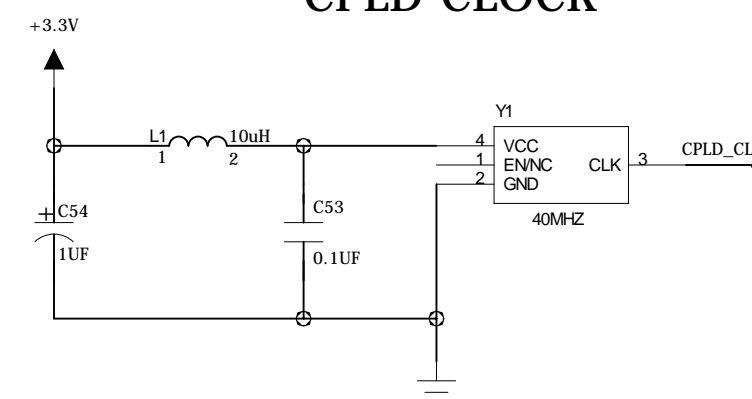 CPLD CLOCK
+3.3V
Y1
L1 10uH
1 2
4 VCC
1 EN/NC CLK 3 CPLD_CL
2 GND
+ C54
C53
40MHZ
1UF
0.1UF